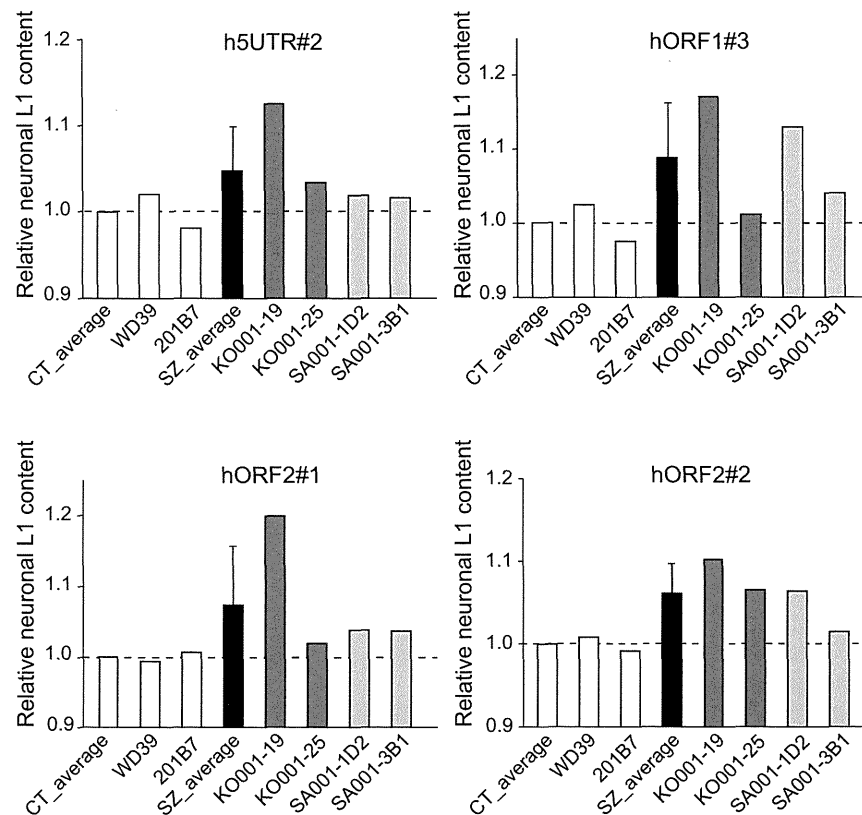 h5UTR#2
Relative neuronal L1 content
1.2
1.1
1.0
0.9
CT_average
WD39
201B7
SZ_average
KO001-19
KO001-25
SA001-1D2
SA001-3B1
hORF1#3
Relative neuronal L1 content
1.2
1.1
1.0
0.9
CT_average
WD39
201B7
SZ_average
KO001-19
KO001-25
SA001-1D2
SA001-3B1
hORF2#1
Relative neuronal L1 content
1.2
1.1
1.0
0.9
CT_average
WD39
201B7
SZ_average
KO001-19
KO001-25
SA001-1D2
SA001-3B1
hORF2#2
Relative neuronal L1 content
1.2
1.1
1.0
0.9
CT_average
WD39
201B7
SZ_average
KO001-19
KO001-25
SA001-1D2
SA001-3B1